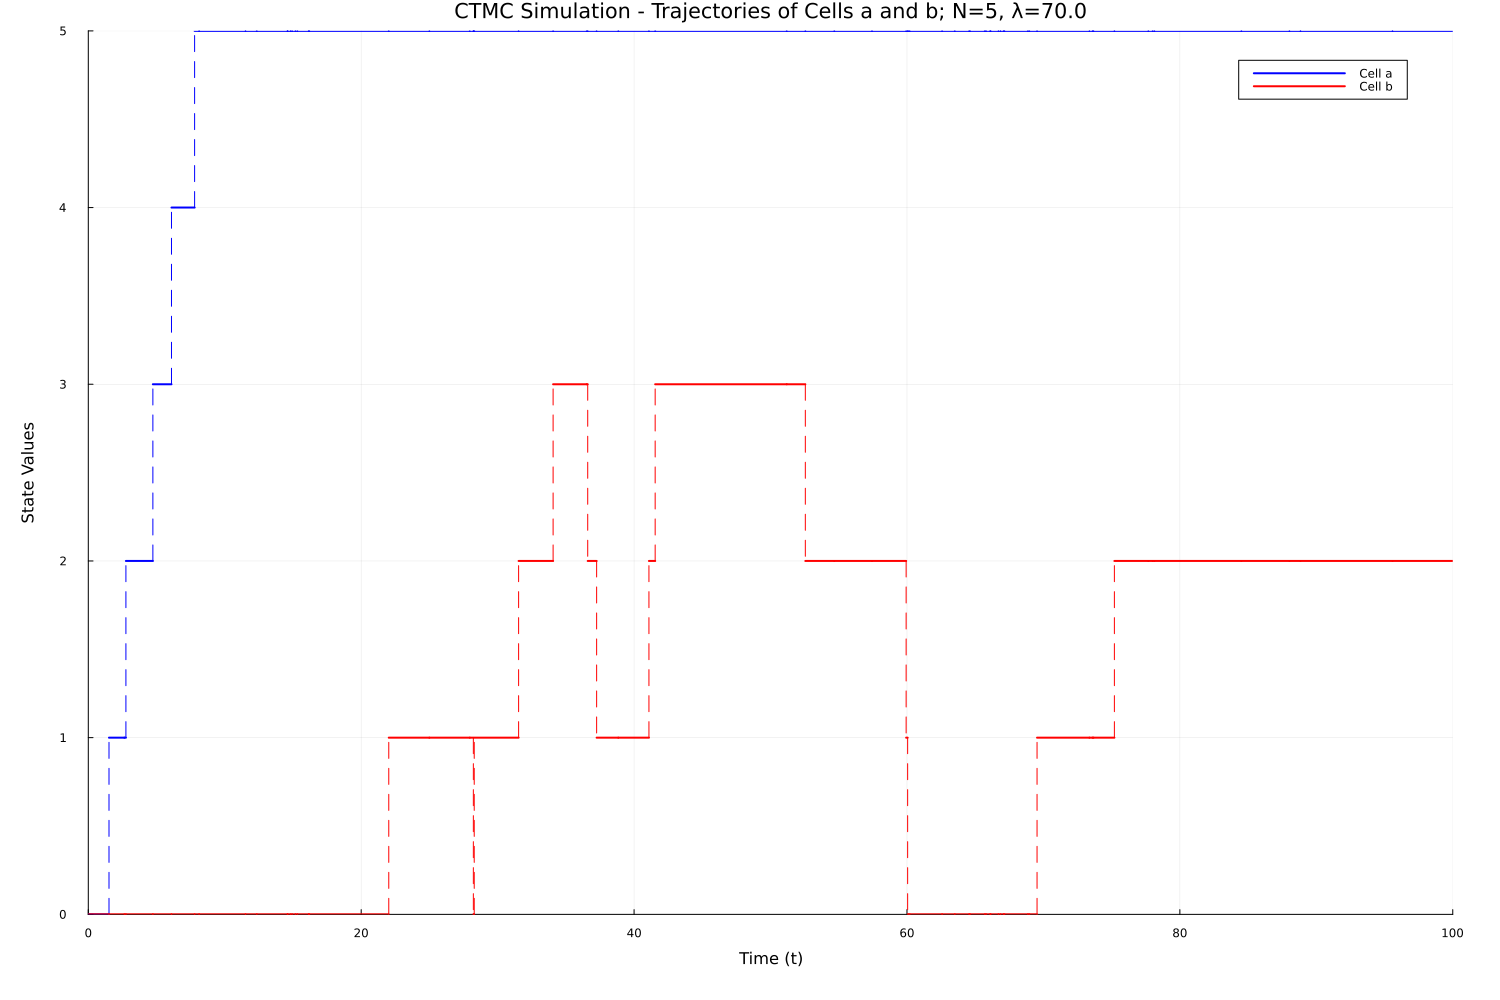 CTMC Simulation - Trajectories of Cells a and b; N=5, λ=70.0
5
Cell a
Cell b
4
3
State Values
2
1
0
0 20 40 60 80 100
Time (t)